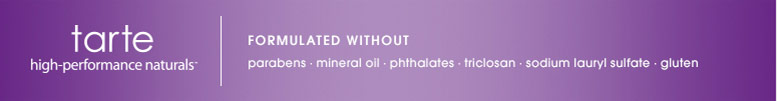 tarte
high-performance naturals™
FORMULATED WITHOUT
parabens · mineral oil · phthalates · triclosan · sodium lauryl sulfate · gluten